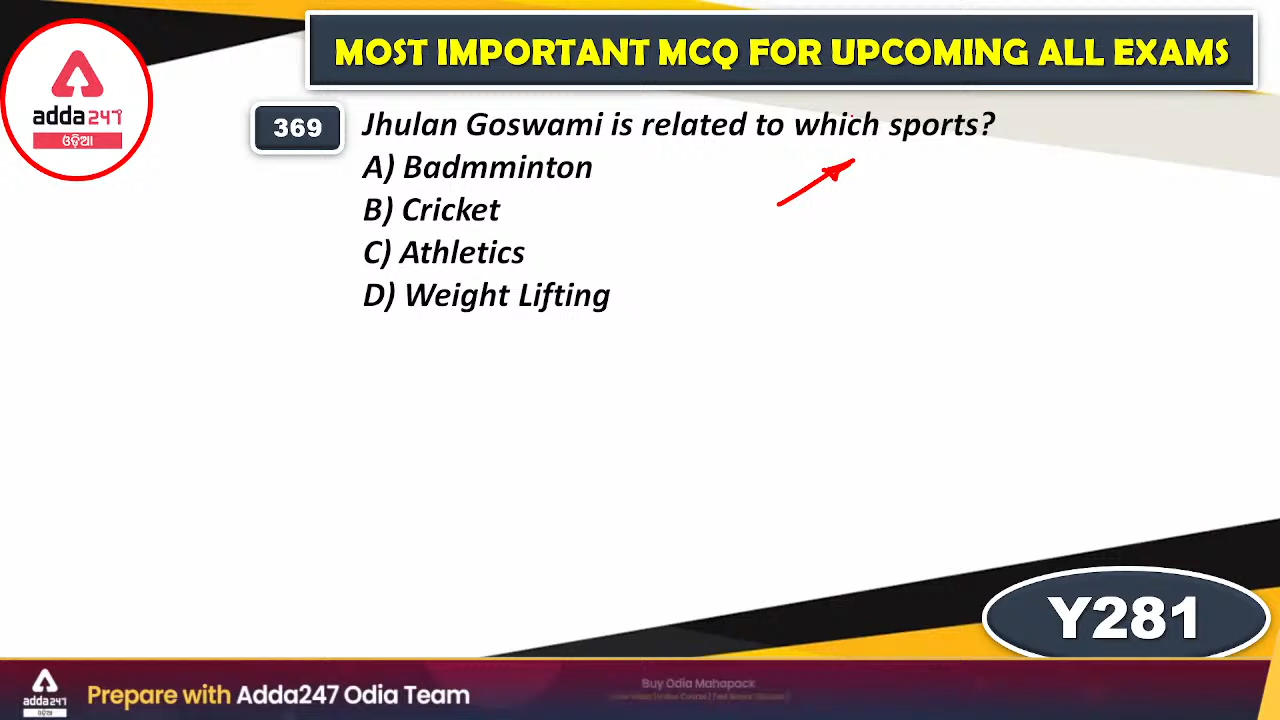 MOST IMPORTANT MCQ FOR UPCOMING ALL EXAMS
adda247
ଓଡ଼ିଆ
369
Jhulan Goswami is related to which sports?
A) Badmminton
B) Cricket
C) Athletics
D) Weight Lifting
Y281
adda247
ଓଡ଼ିଆ
Prepare with Adda247 Odia Team
Buy Odia Mahapack